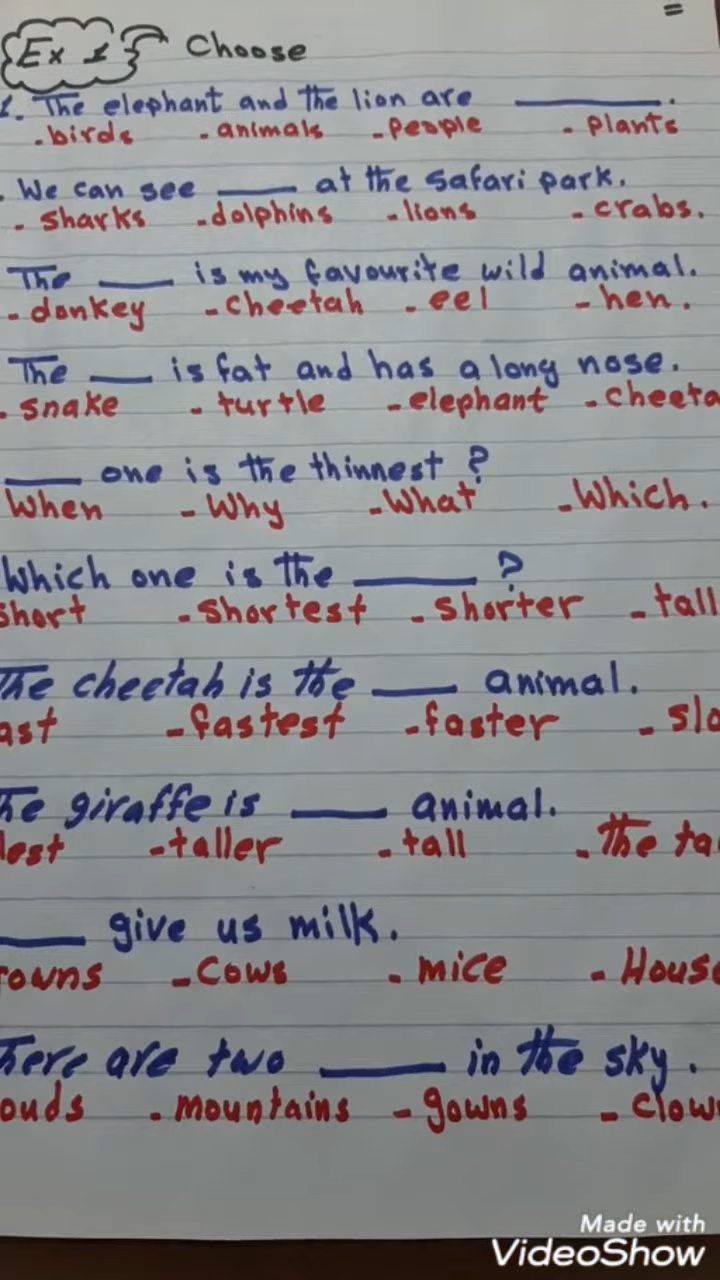 Ex 1 Choose
1. The elephant and the lion are ____.
- birds - animals - people - plants
. We can see ____ at the safari park.
- sharks - dolphins - lions - crabs.
The ____ is my favourite wild animal.
- donkey - cheetah - eel - hen.
The ____ is fat and has a long nose.
- snake - turtle - elephant - cheeta
____ one is the thinnest ?
When - Why - What - Which.
Which one is the ____ ?
short - shortest - shorter - tall
The cheetah is the ____ animal.
ast - fastest - faster - slo
he giraffe is ____ animal.
lest - taller - tall - the ta
____ give us milk.
owns - cows - mice - House
here are two ____ in the sky.
ouds - mountains - gowns - clow
Made with
VideoShow